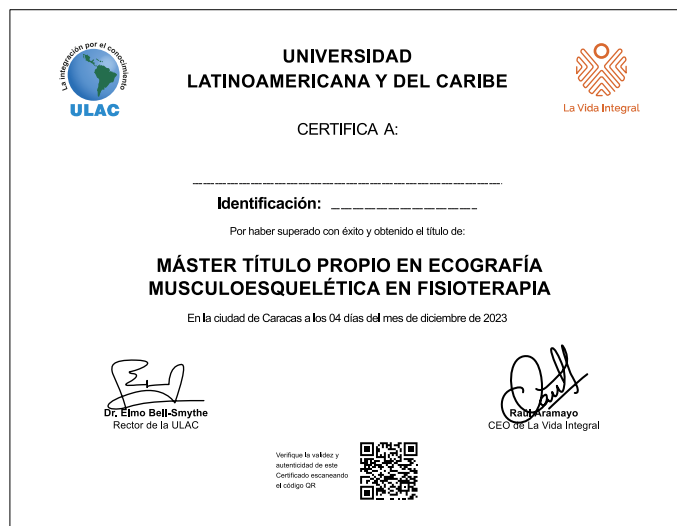 La integración por el conocimiento
ULAC
UNIVERSIDAD
LATINOAMERICANA Y DEL CARIBE
La Vida Integral
CERTIFICA A:
Identificación:
Por haber superado con éxito y obtenido el título de:
MÁSTER TÍTULO PROPIO EN ECOGRAFÍA
MUSCULOESQUELÉTICA EN FISIOTERAPIA
En la ciudad de Caracas a los 04 días del mes de diciembre de 2023
Dr. Elmo Bell-Smythe
Rector de la ULAC
Raúl Aramayo
CEO de La Vida Integral
Verifique la validez y
autenticidad de este
Certificado escaneando
el código QR